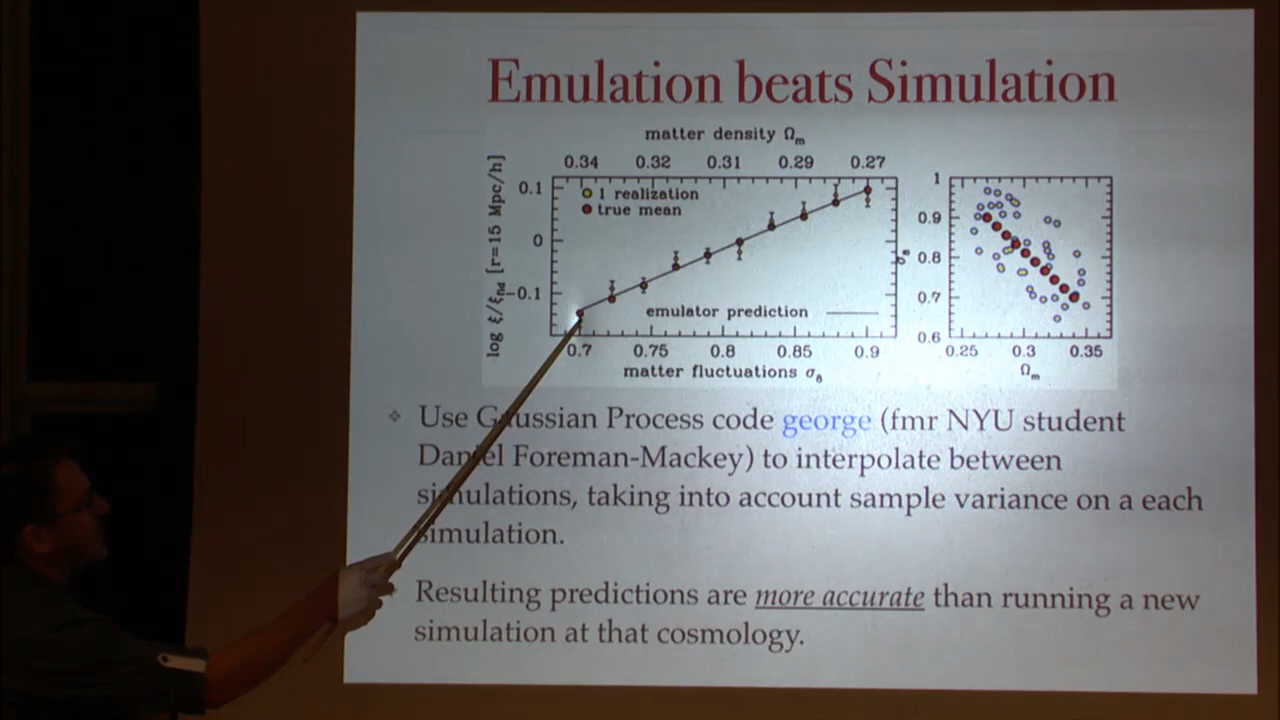 Emulation beats Simulation
matter density Ωm
0.34 0.32 0.31 0.29 0.27
log ξ/ξfid [r=15 Mpc/h]
0.1
0
-0.1
1 realization
true mean
emulator prediction
0.7 0.75 0.8 0.85 0.9
matter fluctuations σ8
1
0.9
0.8
0.7
0.6
0.25 0.3 0.35
Ωm
❖ Use Gaussian Process code george (fmr NYU student
Daniel Foreman-Mackey) to interpolate between
simulations, taking into account sample variance on a each
simulation.
Resulting predictions are more accurate than running a new
simulation at that cosmology.